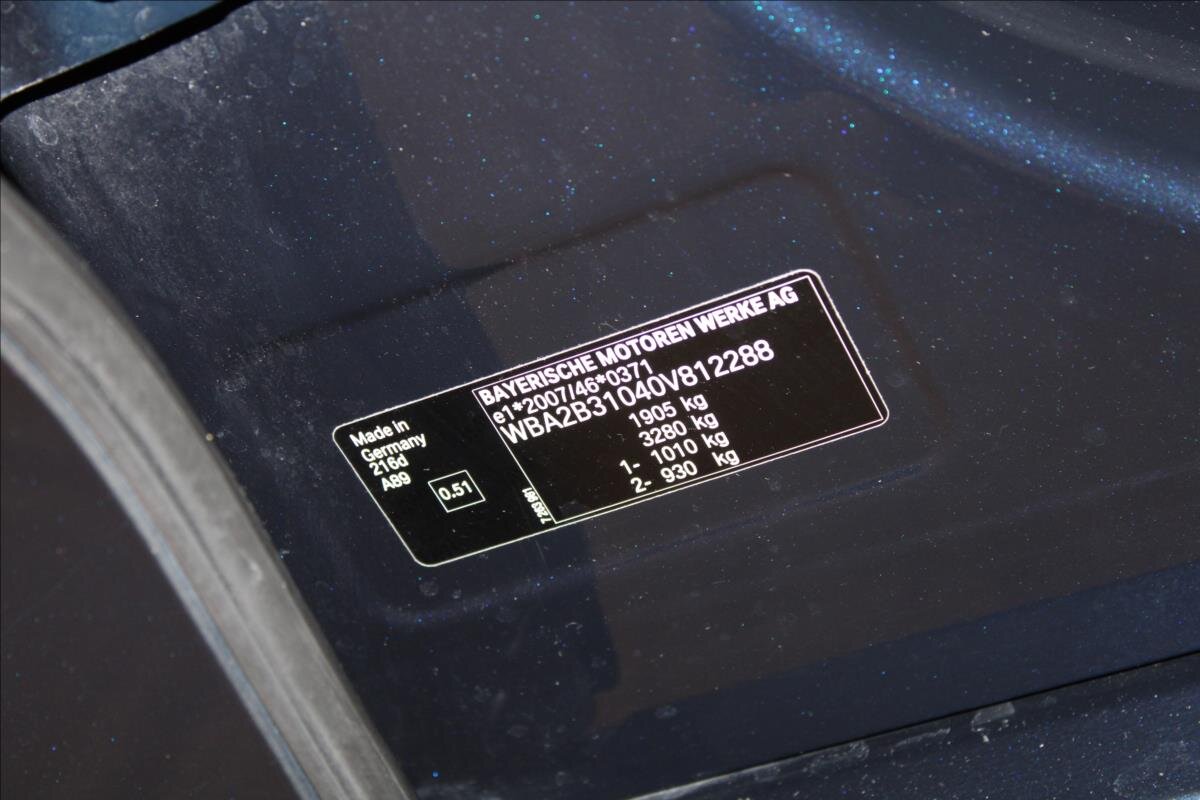 Made in
Germany
216d
A89
0.51
BAYERISCHE MOTOREN WERKE AG
e1*2007/46*0371
WBA2B31040V812288
1905 kg
3280 kg
1- 1010 kg
2- 930 kg